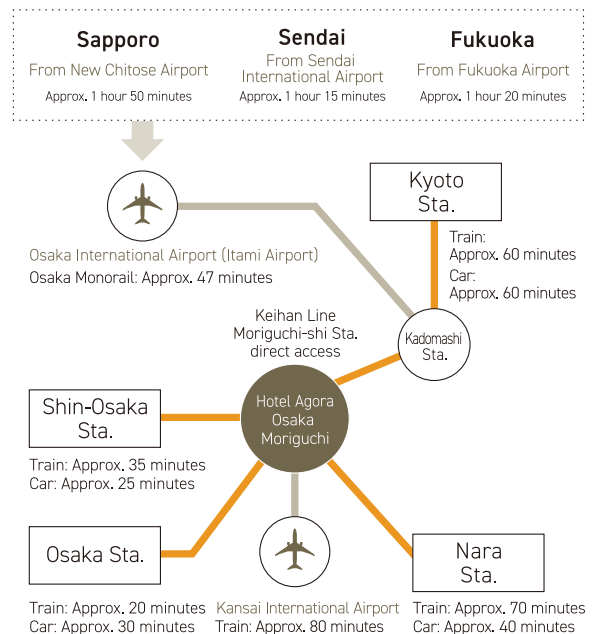 Sapporo
From New Chitose Airport
Approx. 1 hour 50 minutes
Sendai
From Sendai
International Airport
Approx. 1 hour 15 minutes
Fukuoka
From Fukuoka Airport
Approx. 1 hour 20 minutes
Osaka International Airport (Itami Airport)
Osaka Monorail: Approx. 47 minutes
Kyoto
Sta.
Train:
Approx. 60 minutes
Car:
Approx. 60 minutes
Kadomashi
Sta.
Keihan Line
Moriguchi-shi Sta.
direct access
Hotel Agora
Osaka
Moriguchi
Shin-Osaka
Sta.
Train: Approx. 35 minutes
Car: Approx. 25 minutes
Osaka Sta.
Train: Approx. 20 minutes
Car: Approx. 30 minutes
Kansai International Airport
Train: Approx. 80 minutes
Nara
Sta.
Train: Approx. 70 minutes
Car: Approx. 40 minutes